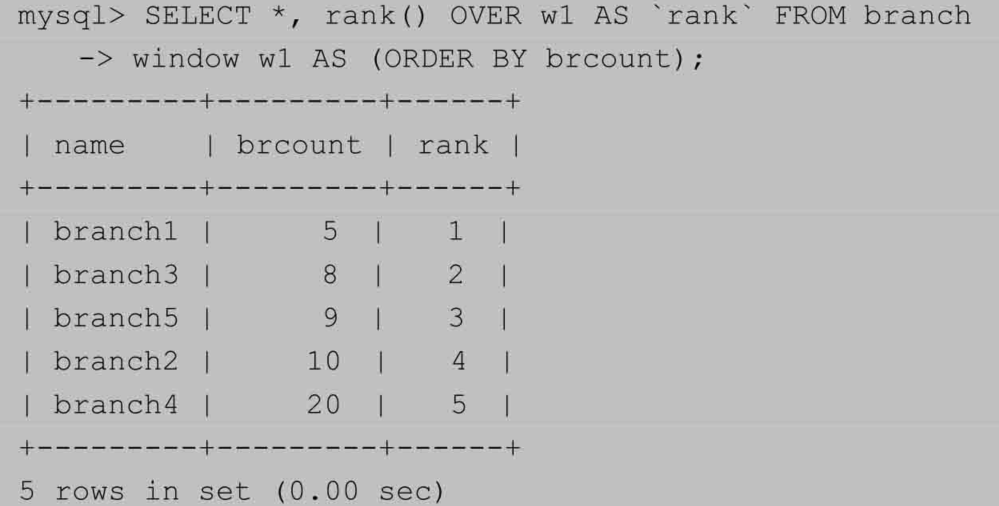 mysql> SELECT *, rank() OVER w1 AS `rank` FROM branch
    -> window w1 AS (ORDER BY brcount);
+---------+---------+------+
| name    | brcount | rank |
+---------+---------+------+
| branch1 |      5  |   1  |
| branch3 |      8  |   2  |
| branch5 |      9  |   3  |
| branch2 |     10  |   4  |
| branch4 |     20  |   5  |
+---------+---------+------+
5 rows in set (0.00 sec)